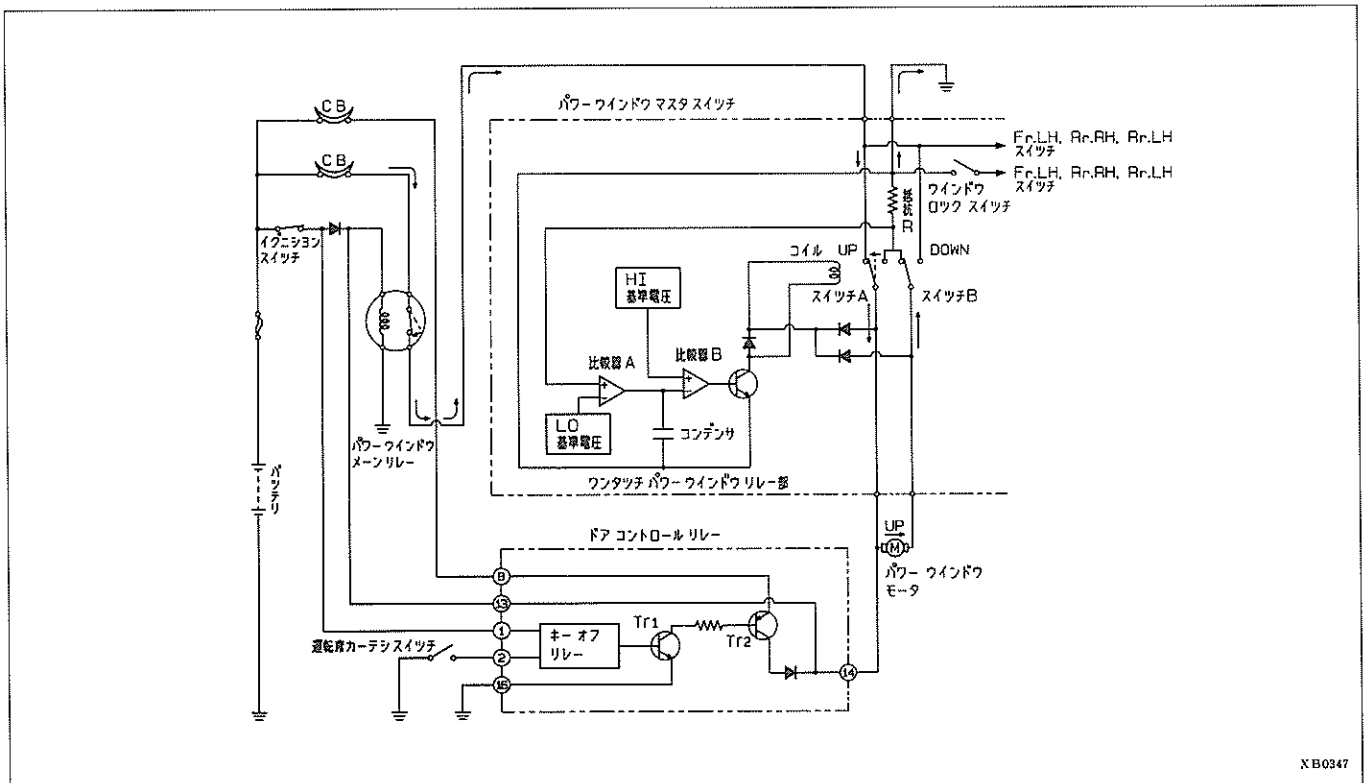 CB
パワー ウインドウ マスタ スイッチ
CB
Fr.LH, Rr.RH, Rr.LH
スイッチ
Fr.LH, Rr.RH, Rr.LH
スイッチ
ウインドウ
ロック スイッチ
抵抗
R
イグニション
スイッチ
コイル
UP
DOWN
HI
基準電圧
スイッチA
スイッチB
比較器 A
比較器 B
LO
基準電圧
コンデンサ
パワー ウインドウ
メーン リレー
バッテリ
ワンタッチ パワー ウインドウ リレー部
ドア コントロール リレー
UP
M
パワー ウインドウ
モータ
8
13
1
Tr1
Tr2
運転席カーテシスイッチ
キー オフ
リレー
2
14
16
XB0347